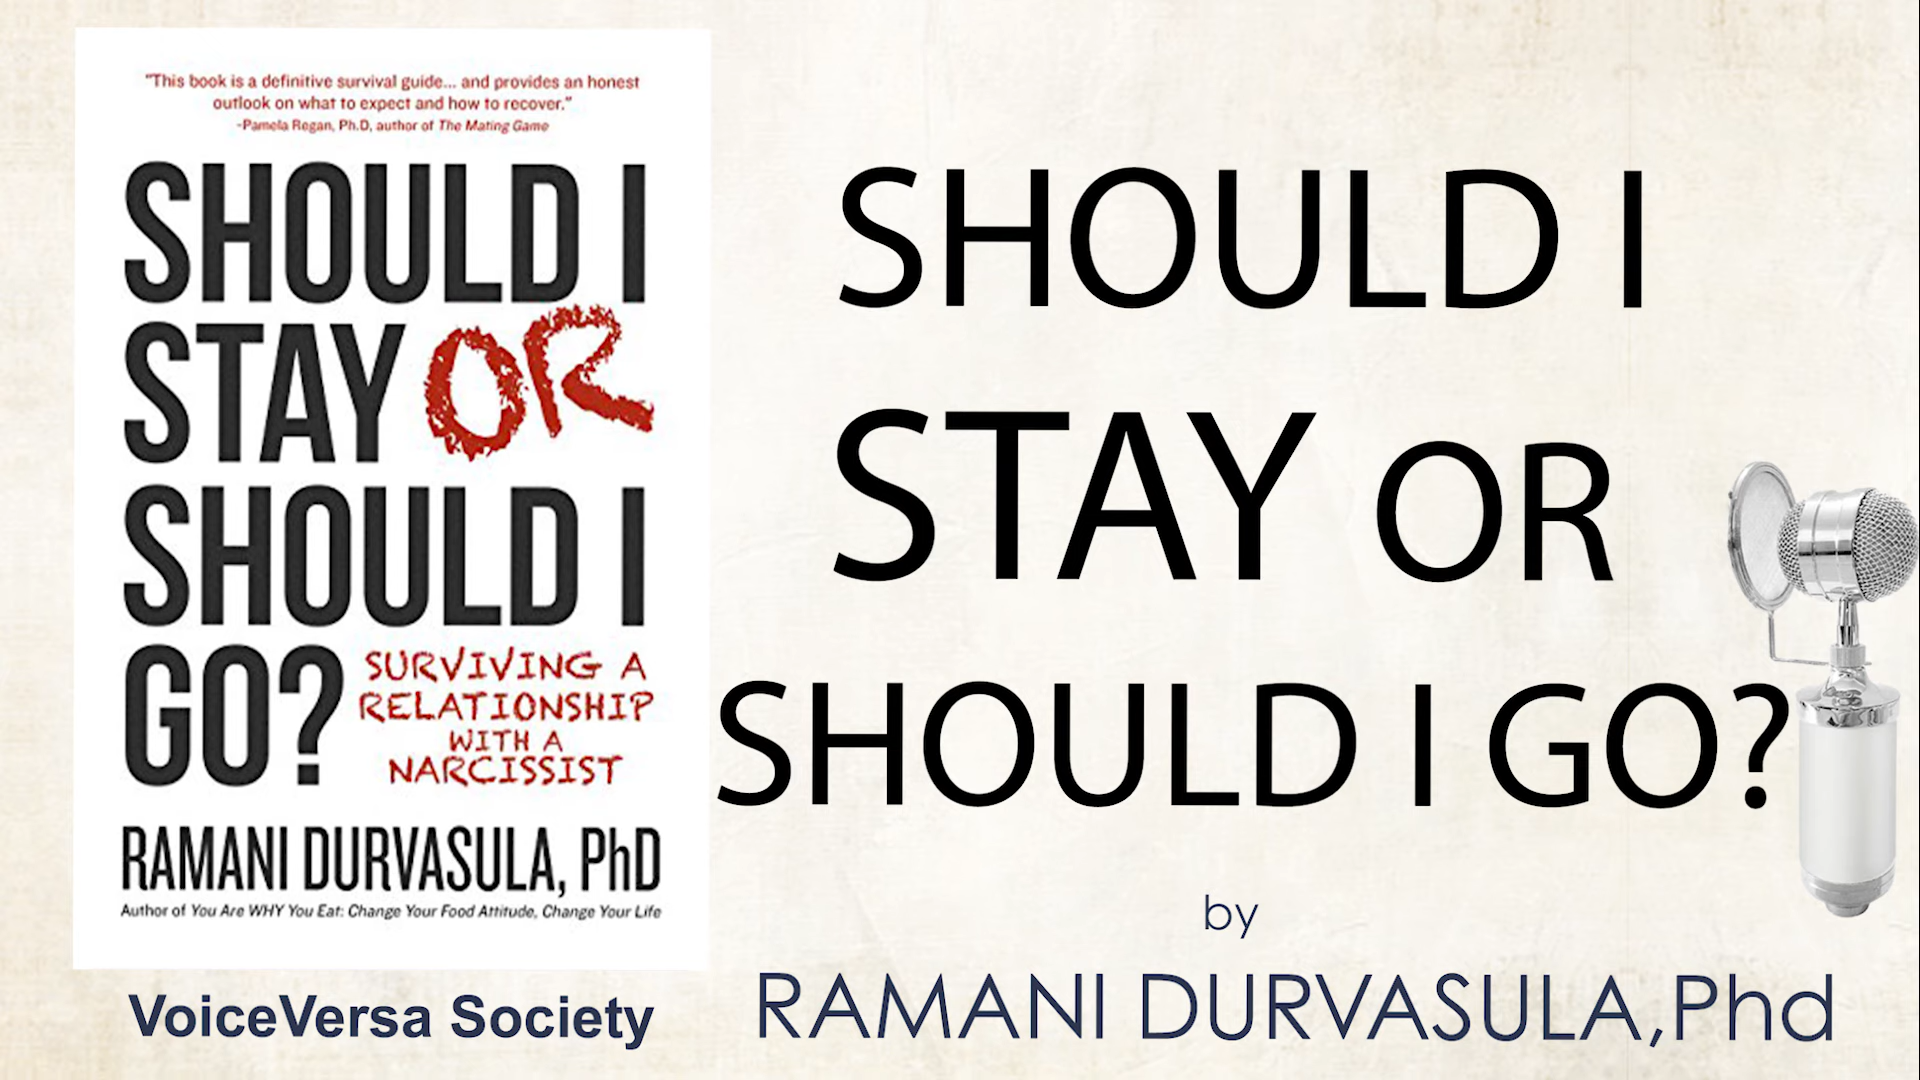 "This book is a definitive survival guide... and provides an honest
outlook on what to expect and how to recover."
-Pamela Regan, Ph.D, author of The Mating Game
SHOULD I
STAY OR
SHOULD I
GO?
SURVIVING A
RELATIONSHIP
WITH A
NARCISSIST
RAMANI DURVASULA, PhD
Author of You Are WHY You Eat: Change Your Food Attitude, Change Your Life
VoiceVersa Society
SHOULD I
STAY OR
SHOULD I GO?
by
RAMANI DURVASULA,Phd